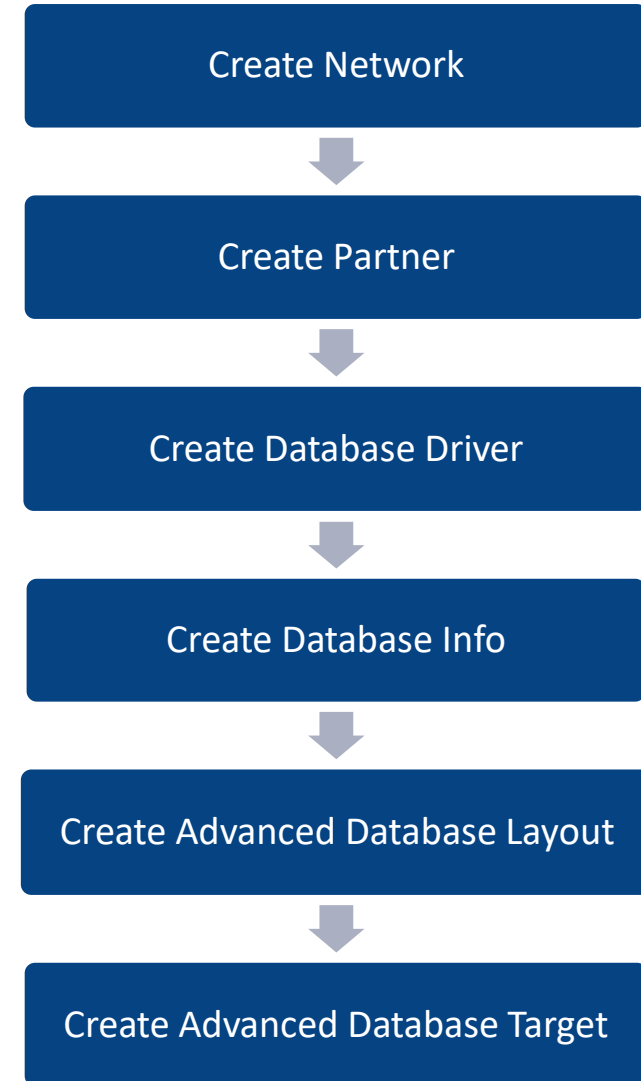 Create Network
Create Partner
Create Database Driver
Create Database Info
Create Advanced Database Layout
Create Advanced Database Target